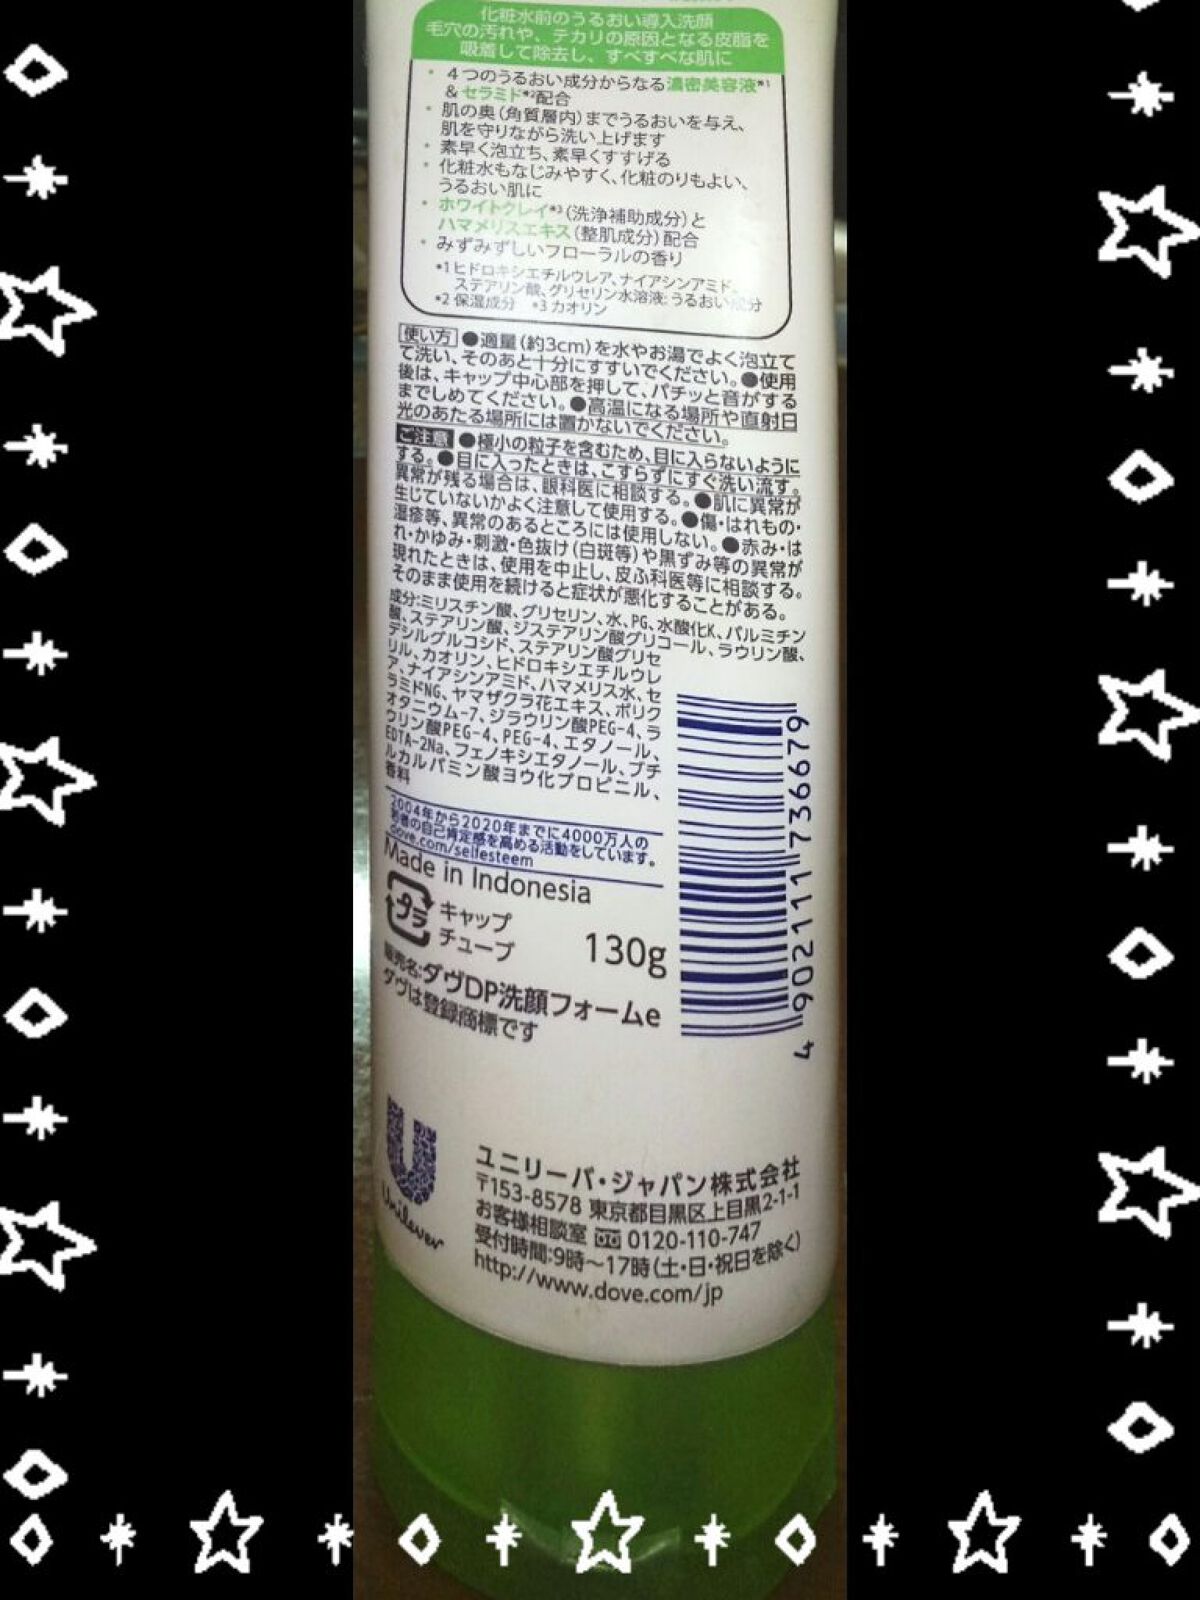 化粧水前のうるおい導入洗顔
毛穴の汚れや、テカリの原因となる皮脂を
吸着して除去し、すべすべな肌に
・4つのうるおい成分からなる濃密美容液*1
&セラミド*2配合
・肌の奥(角質層内)までうるおいを与え、
肌を守りながら洗い上げます
・素早く泡立ち、素早くすすげる
・化粧水もなじみやすく、化粧のりもよい、
うるおい肌に
・ホワイトクレイ*3(洗浄補助成分)と
ハマメリスエキス(整肌成分)配合
・みずみずしいフローラルの香り
*1ヒドロキシエチルウレア、ナイアシンアミド、
ステアリン酸、グリセリン水溶液:うるおい成分
*2 保湿成分 *3 カオリン
使い方 ●適量(約3cm)を水やお湯でよく泡立て
て洗い、そのあと十分にすすいでください。●使用
後は、キャップ中心部を押して、パチッと音がする
までしめてください。●高温になる場所や直射日
光のあたる場所には置かないでください。
ご注意 ●極小の粒子を含むため、目に入らないように
する。●目に入ったときは、こすらずにすぐ洗い流す。
異常が残る場合は、眼科医に相談する。●肌に異常が
生じていないかよく注意して使用する。●傷・はれもの・
湿疹等、異常のあるところには使用しない。●赤み・は
れ・かゆみ・刺激・色抜け(白斑等)や黒ずみ等の異常が
現れたときは、使用を中止し、皮ふ科医等に相談する。
そのまま使用を続けると症状が悪化することがある。
成分:ミリスチン酸、グリセリン、水、PG、水酸化K、パルミチン
酸、ステアリン酸、ジステアリン酸グリコール、ラウリン酸、
デシルグルコシド、ステアリン酸グリセ
リル、カオリン、ヒドロキシエチルウレ
ア、ナイアシンアミド、ハマメリス水、セ
ラミドNG、ヤマザクラ花エキス、ポリク
オタニウム-7、ジラウリン酸PEG-4、ラ
ウリン酸PEG-4、PEG-4、エタノール、
EDTA-2Na、フェノキシエタノール、ブチ
ルカルバミン酸ヨウ化プロピニル、
香料
2004年から2020年までに4000万人の
若者の自己肯定感を高める活動をしています。
dove.com/selfesteem
Made in Indonesia
プラ
キャップ
チューブ
130g
販売名:ダヴDP洗顔フォームe
ダヴは登録商標です
4 902111 736679
Unilever
ユニリーバ・ジャパン株式会社
〒153-8578 東京都目黒区上目黒2-1-1
お客様相談室 0120-110-747
受付時間:9時～17時(土・日・祝日を除く)
http://www.dove.com/jp